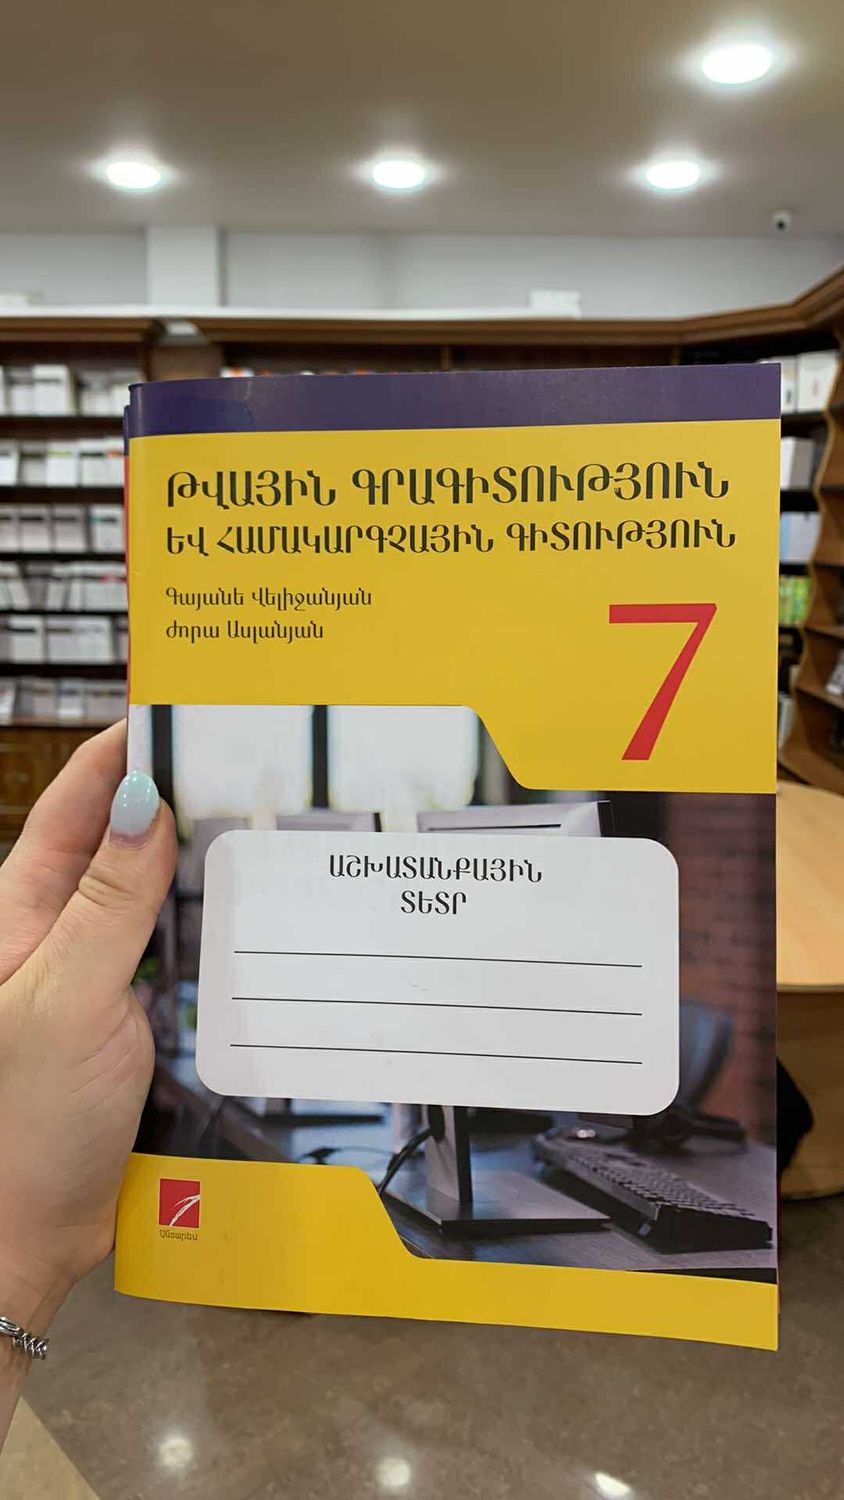 ԹՎԱՅԻՆ ԳՐԱԳԻՏՈՒԹՅՈՒՆ
ԵՎ ՀԱՄԱԿԱՐԳՉԱՅԻՆ ԳԻՏՈՒԹՅՈՒՆ
Գայանե Վելիջանյան
Ժորա Ասլանյան
7
ԱՇԽԱՏԱՆՔԱՅԻՆ
ՏԵՏՐ
Անտարես